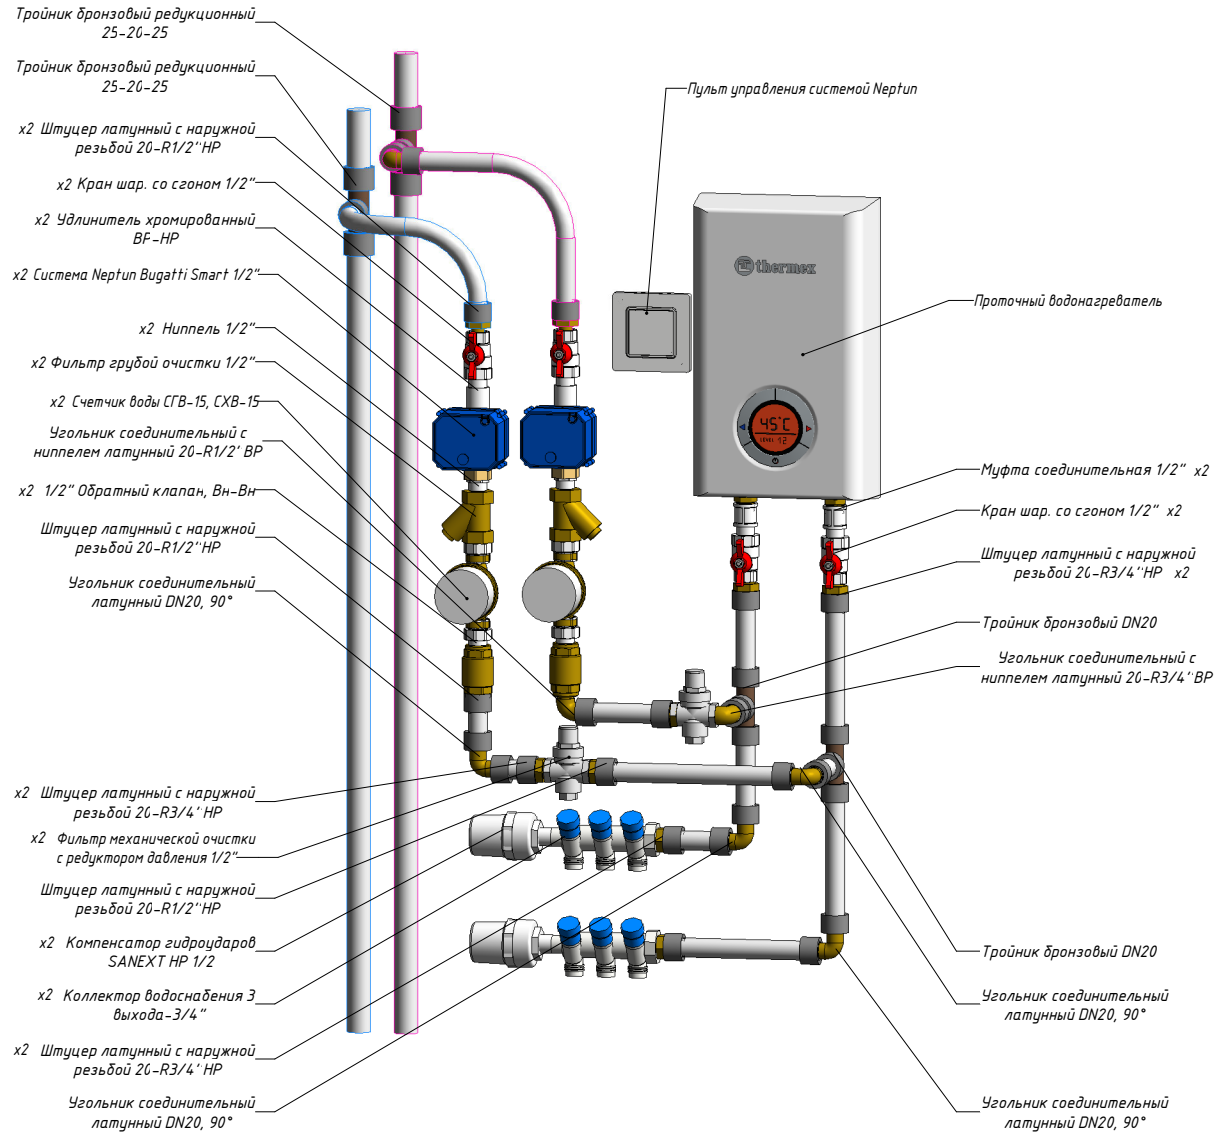 Тройник бронзовый редукционный
25-20-25
Тройник бронзовый редукционный
25-20-25
x2 Штуцер латунный с наружной
резьбой 20-R1/2" НР
x2 Кран шар. со сгоном 1/2"
x2 Удлинитель хромированный
ВР-НР
x2 Система Neptun Bugatti Smart 1/2"
x2 Ниппель 1/2"
x2 Фильтр грубой очистки 1/2"
x2 Счетчик воды СГВ-15, СХВ-15
Угольник соединительный с
ниппелем латунный 20-R1/2" ВР
x2 1/2" Обратный клапан, Вн-Вн
Штуцер латунный с наружной
резьбой 20-R1/2" НР
Угольник соединительный
латунный DN20, 90°
x2 Штуцер латунный с наружной
резьбой 20-R3/4" НР
x2 Фильтр механической очистки
с редуктором давления 1/2"
Штуцер латунный с наружной
резьбой 20-R1/2" НР
x2 Компенсатор гидроударов
SANEXT НР 1/2
x2 Коллектор водоснабения 3
выхода-3/4"
x2 Штуцер латунный с наружной
резьбой 20-R3/4" НР
Угольник соединительный
латунный DN20, 90°
Пульт управления системой Neptun
thermex
Проточный водонагреватель
45°C
LEVEL 12
Муфта соединительная 1/2" x2
Кран шар. со сгоном 1/2" x2
Штуцер латунный с наружной
резьбой 20-R3/4" НР x2
Тройник бронзовый DN20
Угольник соединительный с
ниппелем латунный 20-R3/4" ВР
Тройник бронзовый DN20
Угольник соединительный
латунный DN20, 90°
Угольник соединительный
латунный DN20, 90°